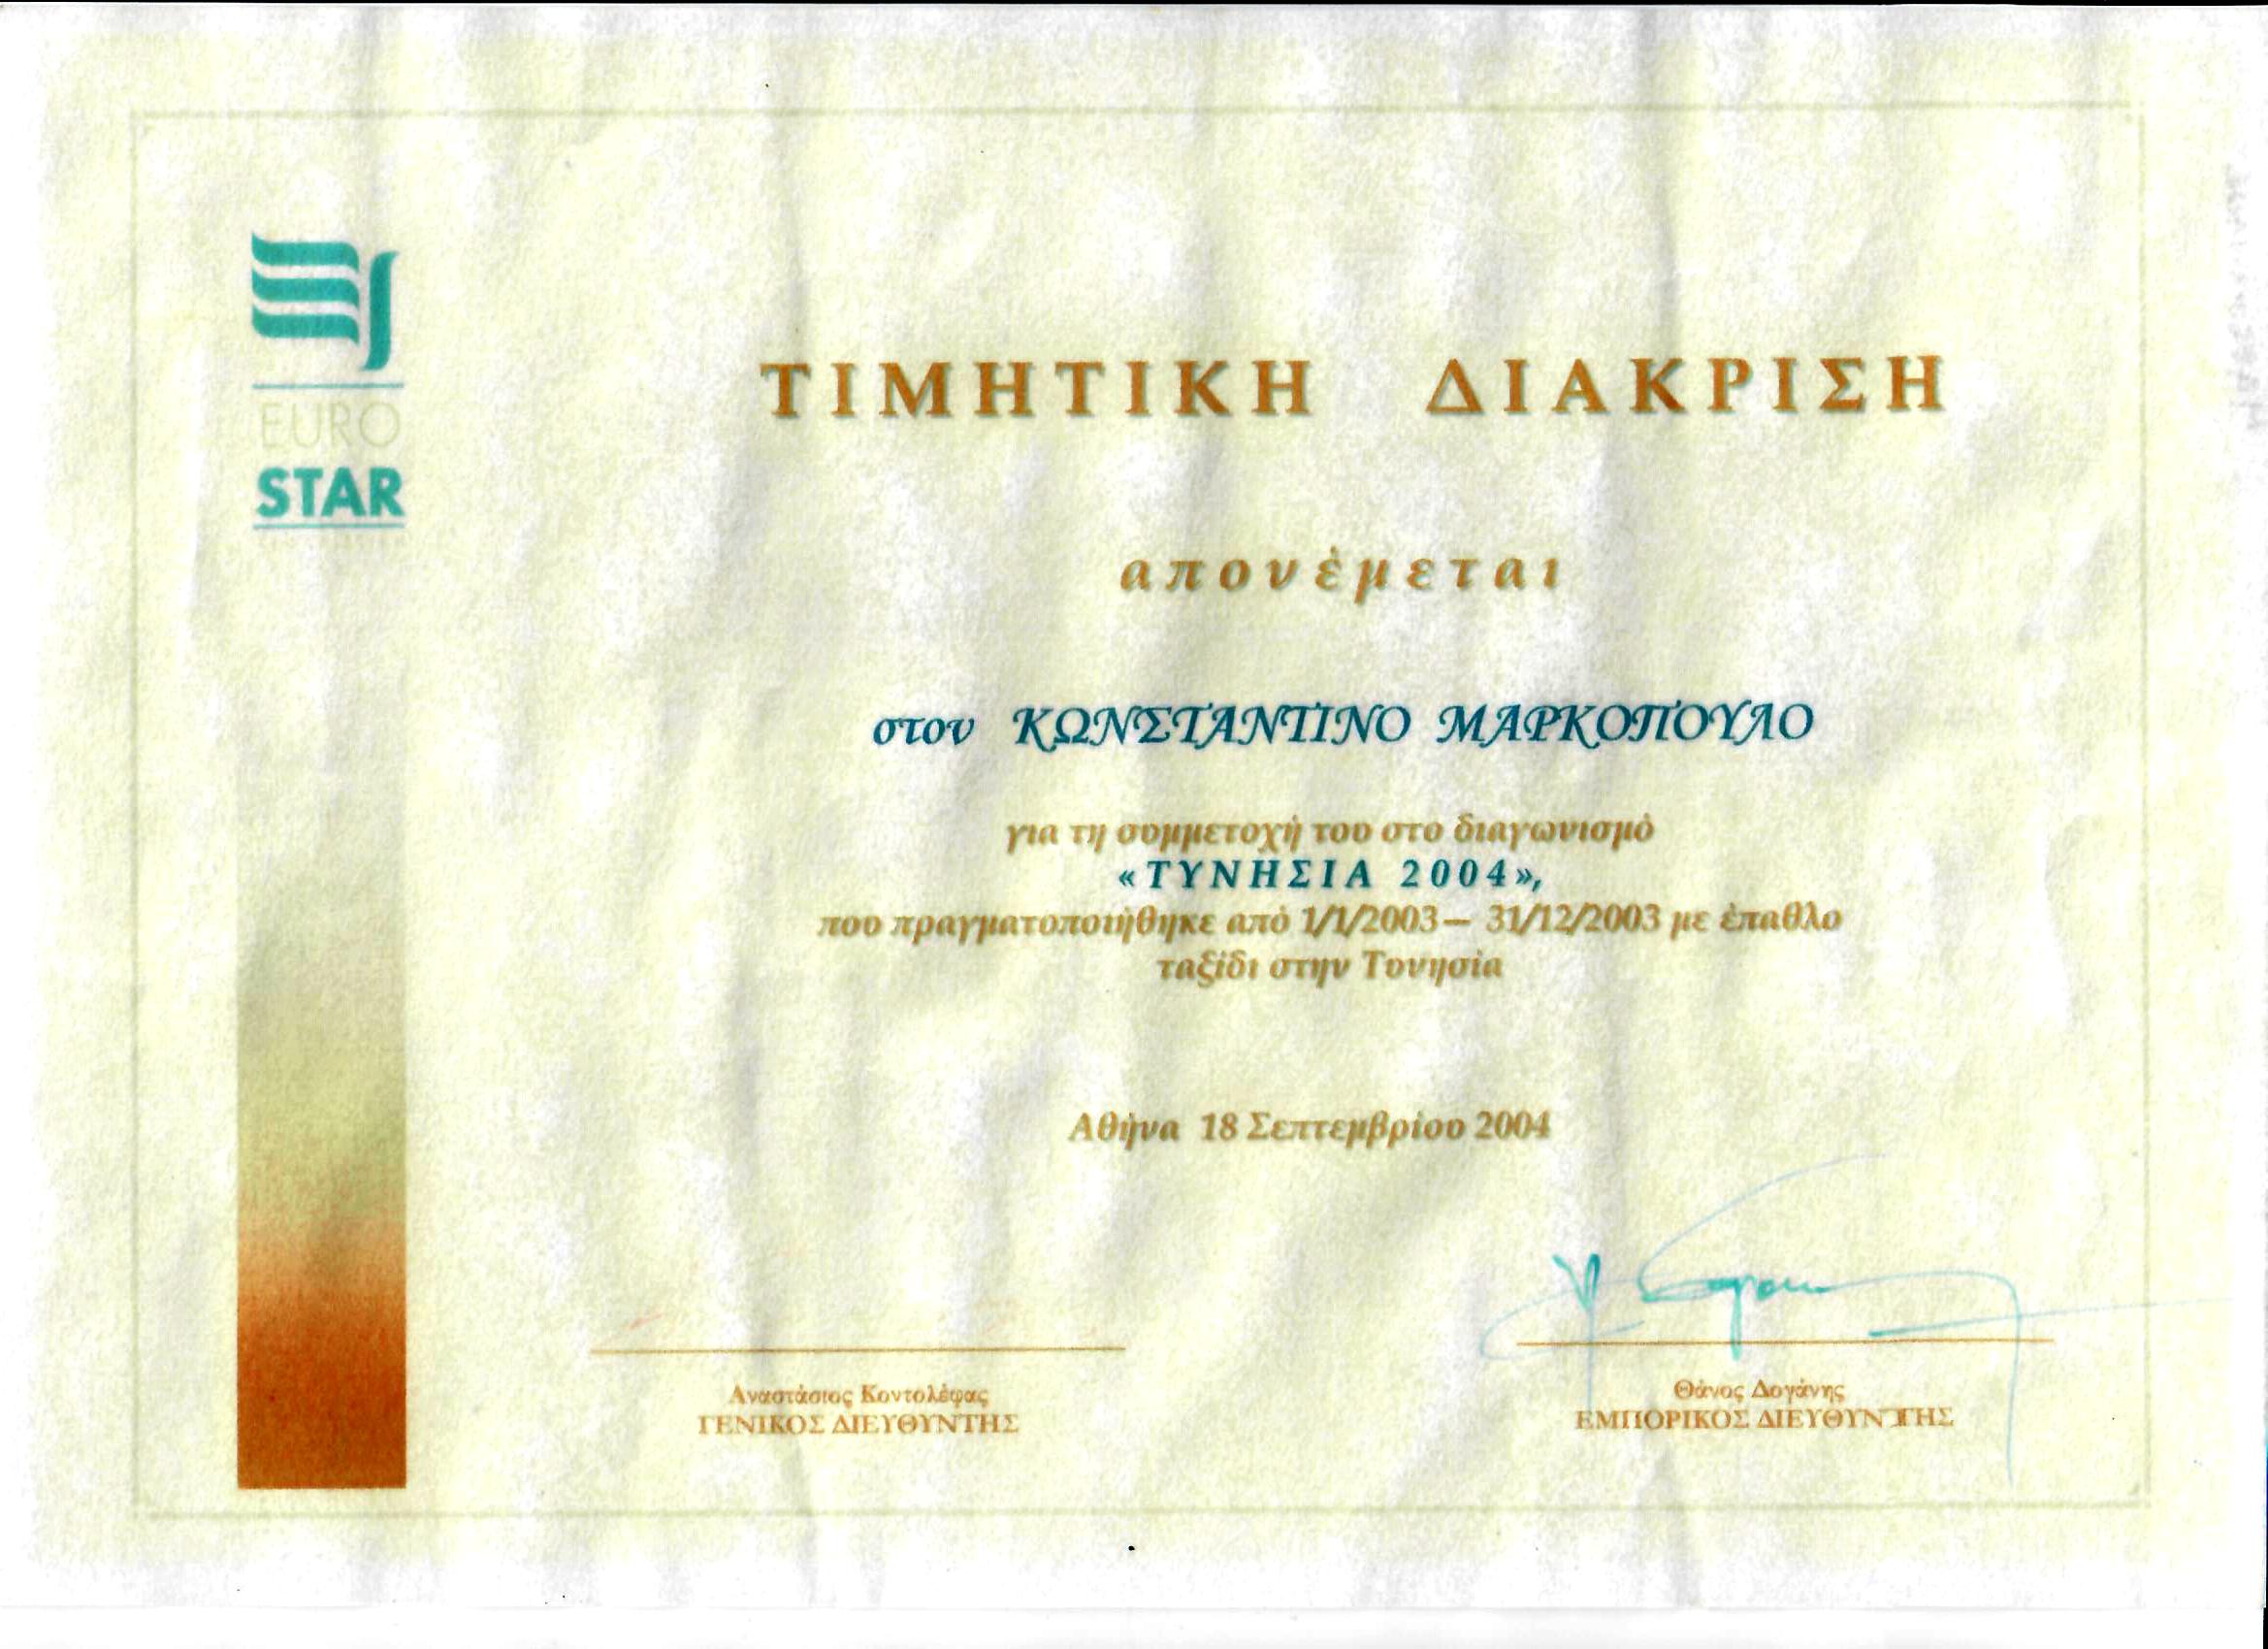 EURO
STAR
ΤΙΜΗΤΙΚΗ ΔΙΑΚΡΙΣΗ
απονέμεται
στον ΚΩΝΣΤΑΝΤΙΝΟ ΜΑΡΚΟΠΟΥΛΟ
για τη συμμετοχή του στο διαγωνισμό
«ΤΥΝΗΣΙΑ 2004»,
που πραγματοποιήθηκε από 1/1/2003– 31/12/2003 με έπαθλο
ταξίδι στην Τυνησία
Αθήνα 18 Σεπτεμβρίου 2004
Αναστάσιος Κοντολέφας
ΓΕΝΙΚΟΣ ΔΙΕΥΘΥΝΤΗΣ
Θάνος Δογάνης
ΕΜΠΟΡΙΚΟΣ ΔΙΕΥΘΥΝΤΗΣ